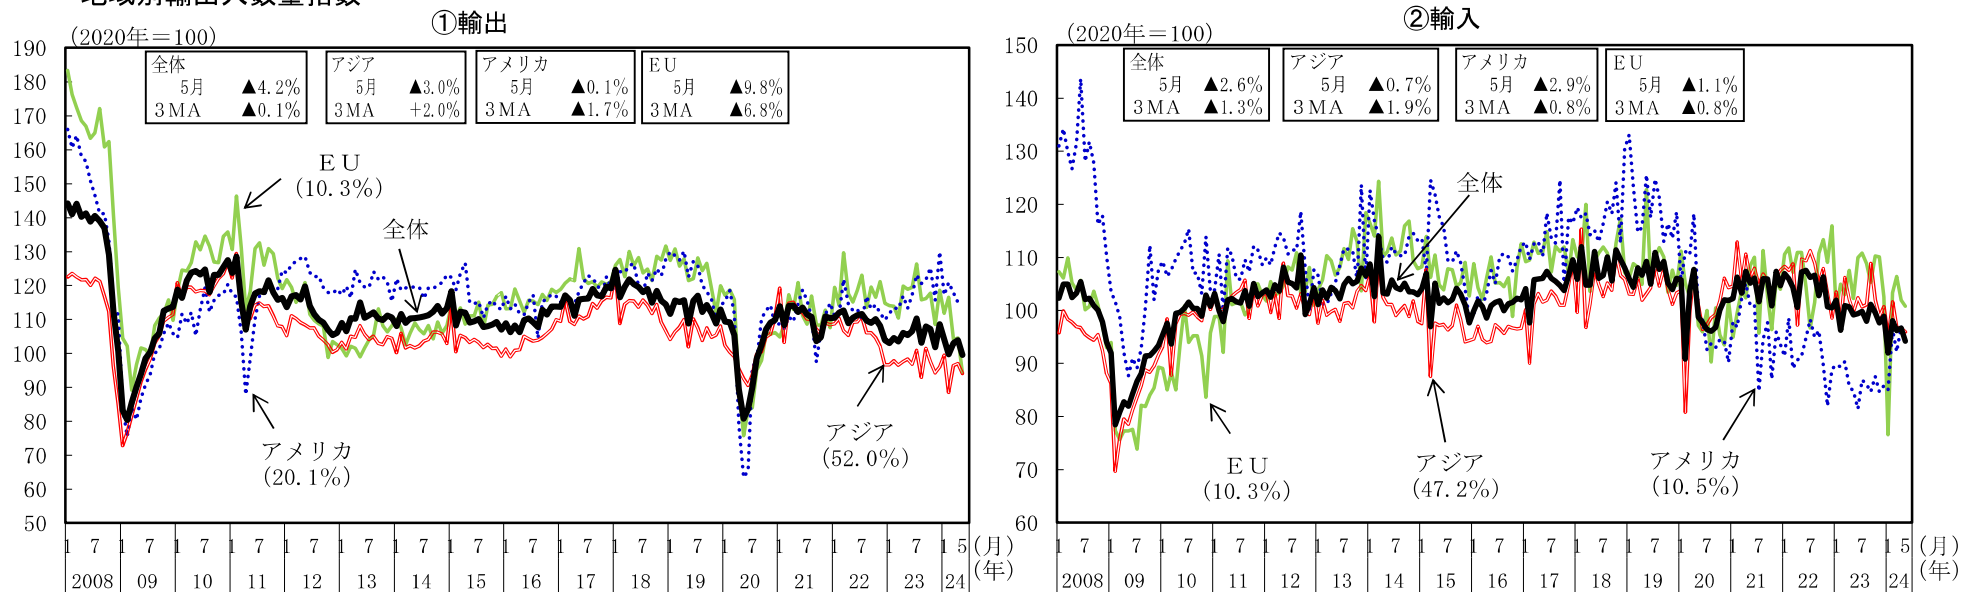 地域別輸出入数量指数
①輸出
(2020年＝100)
全体
5月 ▲4.2%
3MA ▲0.1%
アジア
5月 ▲3.0%
3MA +2.0%
アメリカ
5月 ▲0.1%
3MA ▲1.7%
ＥＵ
5月 ▲9.8%
3MA ▲6.8%
190
180
170
160
150
140
130
120
110
100
90
80
70
60
50
ＥＵ
(10.3%)
全体
アメリカ
(20.1%)
アジア
(52.0%)
1 7 1 7 1 7 1 7 1 7 1 7 1 7 1 7 1 7 1 7 1 7 1 7 1 7 1 7 1 7 1 7 1 5 (月)
2008 09 10 11 12 13 14 15 16 17 18 19 20 21 22 23 24 (年)
②輸入
(2020年＝100)
全体
5月 ▲2.6%
3MA ▲1.3%
アジア
5月 ▲0.7%
3MA ▲1.9%
アメリカ
5月 ▲2.9%
3MA ▲0.8%
ＥＵ
5月 ▲1.1%
3MA ▲0.8%
150
140
130
120
110
100
90
80
70
60
全体
ＥＵ
(10.3%)
アジア
(47.2%)
アメリカ
(10.5%)
1 7 1 7 1 7 1 7 1 7 1 7 1 7 1 7 1 7 1 7 1 7 1 7 1 7 1 7 1 7 1 7 1 5 (月)
2008 09 10 11 12 13 14 15 16 17 18 19 20 21 22 23 24 (年)